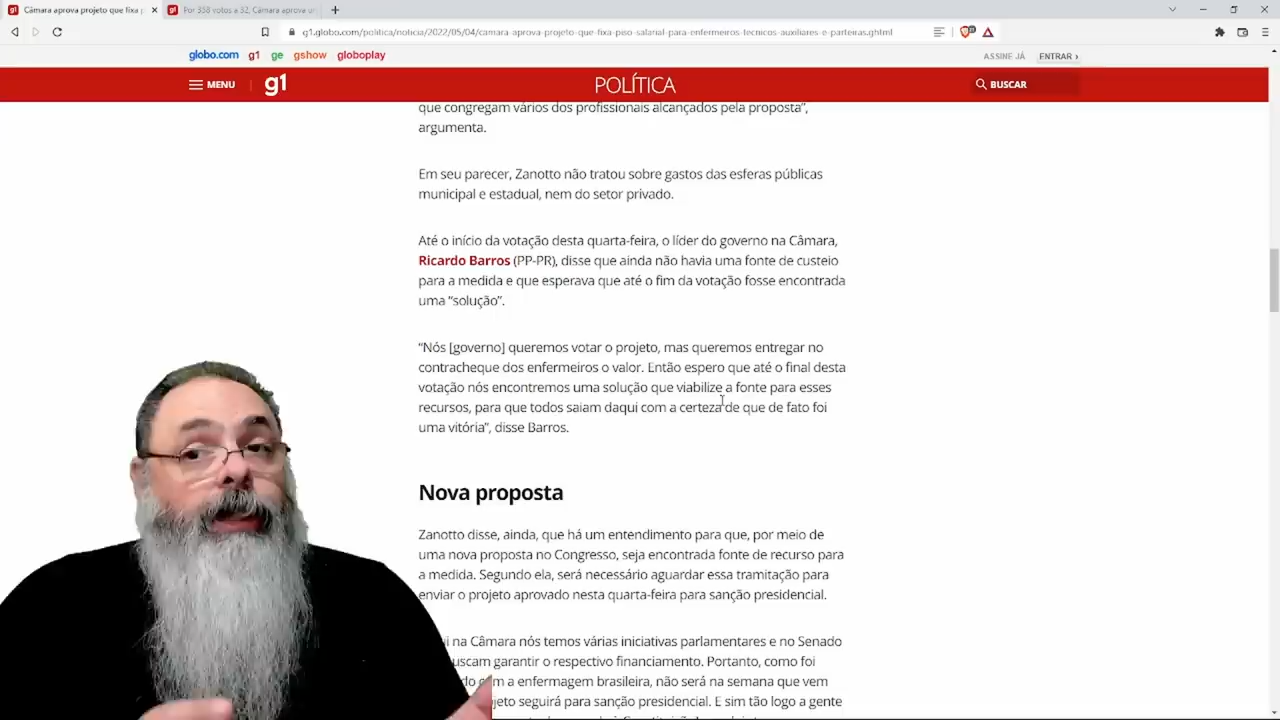 g1 Câmara aprova projeto que fixa p
g1 Por 338 votos a 32, Câmara aprova ur
g1.globo.com/politica/noticia/2022/05/04/camara-aprova-projeto-que-fixa-piso-salarial-para-enfermeiros-tecnicos-auxiliares-e-parteiras.ghtml
globo.com g1 ge gshow globoplay
ASSINE JÁ ENTRAR ›
MENU g1 POLÍTICA BUSCAR
que congregam vários dos profissionais alcançados pela proposta”,
argumenta.
Em seu parecer, Zanotto não tratou sobre gastos das esferas públicas
municipal e estadual, nem do setor privado.
Até o início da votação desta quarta-feira, o líder do governo na Câmara,
Ricardo Barros (PP-PR), disse que ainda não havia uma fonte de custeio
para a medida e que esperava que até o fim da votação fosse encontrada
uma “solução”.
“Nós [governo] queremos votar o projeto, mas queremos entregar no
contracheque dos enfermeiros o valor. Então espero que até o final desta
votação nós encontremos uma solução que viabilize a fonte para esses
recursos, para que todos saiam daqui com a certeza de que de fato foi
uma vitória”, disse Barros.
Nova proposta
Zanotto disse, ainda, que há um entendimento para que, por meio de
uma nova proposta no Congresso, seja encontrada fonte de recurso para
a medida. Segundo ela, será necessário aguardar essa tramitação para
enviar o projeto aprovado nesta quarta-feira para sanção presidencial.
na Câmara nós temos várias iniciativas parlamentares e no Senado
uscam garantir o respectivo financiamento. Portanto, como foi
com a enfermagem brasileira, não será na semana que vem
jeto seguirá para sanção presidencial. E sim tão logo a gente